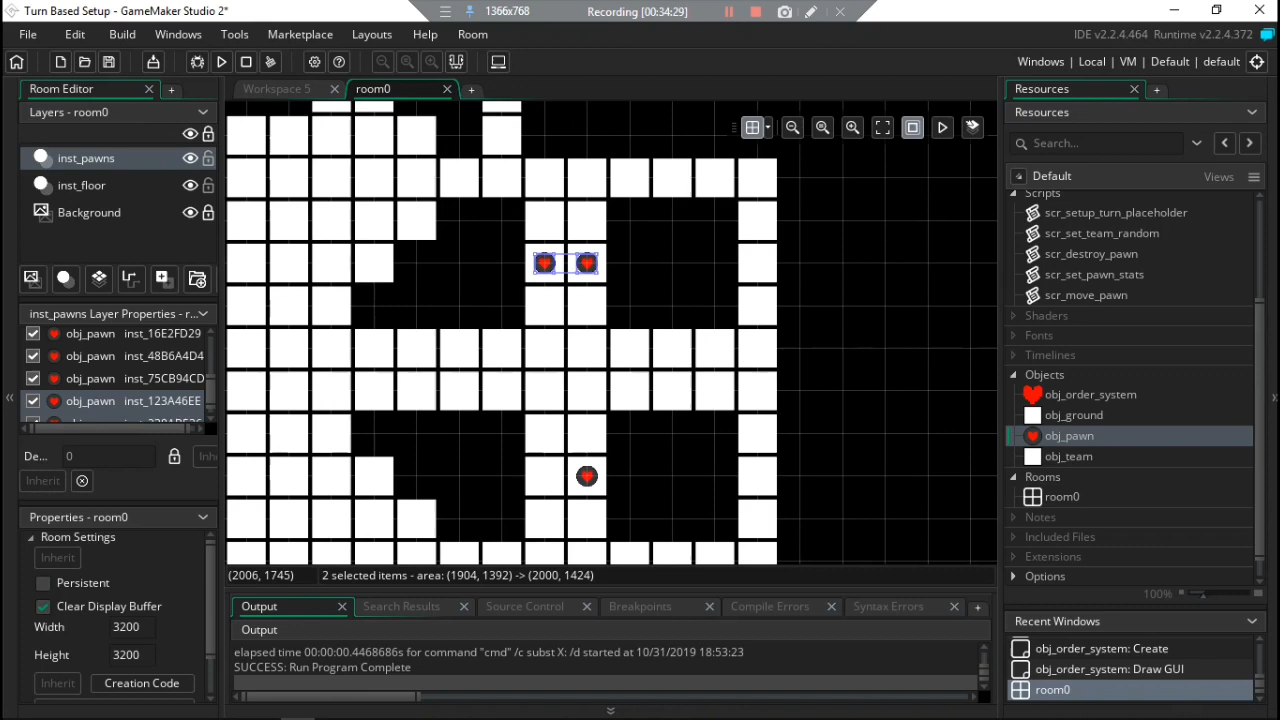 Turn Based Setup - GameMaker Studio 2*
1366x768
Recording [00:34:29]
File Edit Build Windows Tools Marketplace Layouts Help Room
IDE v2.2.4.464 Runtime v2.2.4.372
Windows | Local | VM | Default | default
Room Editor
Workspace 5
room0
Resources
Layers - room0
Resources
Search...
inst_pawns
inst_floor
Background
Default
Views
Scripts
scr_setup_turn_placeholder
scr_set_team_random
scr_destroy_pawn
scr_set_pawn_stats
scr_move_pawn
Shaders
Fonts
Timelines
Objects
obj_order_system
obj_ground
obj_pawn
obj_team
Rooms
room0
Notes
Included Files
Extensions
Options
100%
inst_pawns Layer Properties - r...
obj_pawn inst_16E2FD29
obj_pawn inst_48B6A4D4
obj_pawn inst_75CB94CD
obj_pawn inst_123A46EE
De... 0
Inherit
Properties - room0
Room Settings
Inherit
Persistent
Clear Display Buffer
Width 3200
Height 3200
Inherit
Creation Code
(2006, 1745)
2 selected items - area: (1904, 1392) -> (2000, 1424)
Output Search Results Source Control Breakpoints Compile Errors Syntax Errors
Output
elapsed time 00:00:00.4468686s for command "cmd" /c subst X: /d started at 10/31/2019 18:53:23
SUCCESS: Run Program Complete
Recent Windows
obj_order_system: Create
obj_order_system: Draw GUI
room0